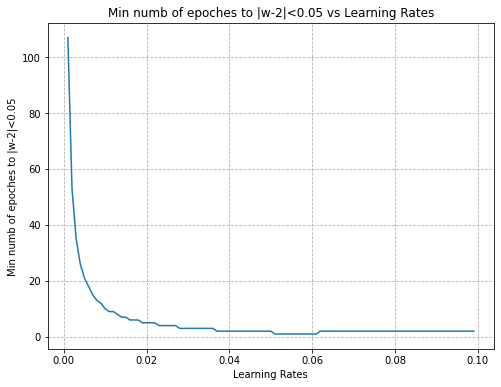 Min numb of epoches to |w-2|<0.05 vs Learning Rates
Min numb of epoches to |w-2|<0.05
100
80
60
40
20
0
0.00 0.02 0.04 0.06 0.08 0.10
Learning Rates